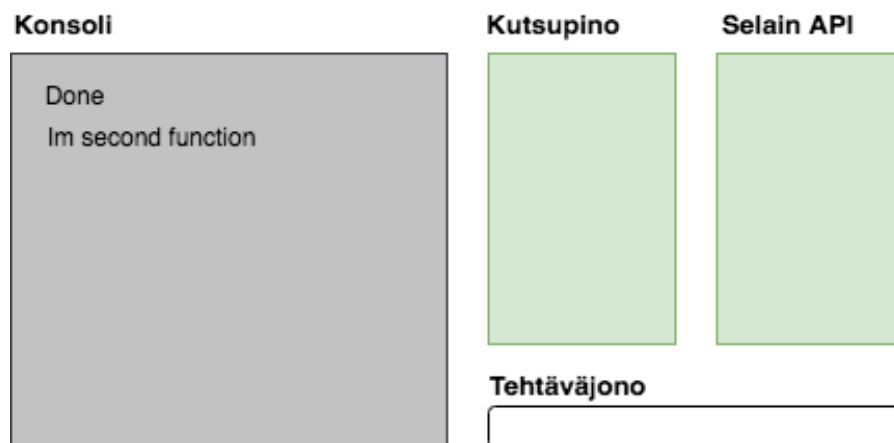 Konsoli
Kutsupino
Selain API
Done
Im second function
Tehtäväjono